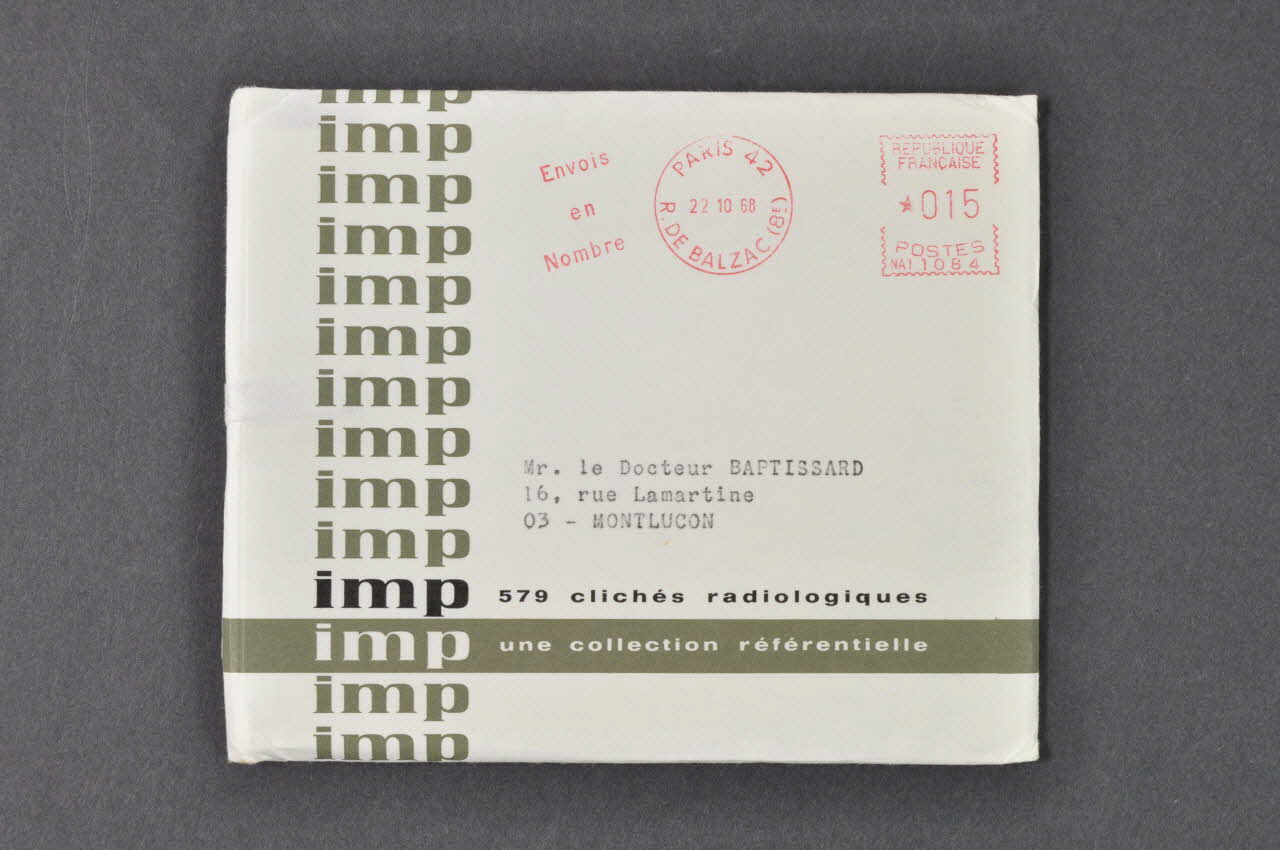 imp
imp
imp
imp
imp
imp
imp
imp
imp
imp
imp 579 clichés radiologiques
imp une collection référentielle
imp
imp
Envois
en
Nombre
PARIS 42
22 10 68
R. DE BALZAC (8E)
REPUBLIQUE
FRANÇAISE
*015
POSTES
NA1.1084
Mr. le Docteur BAPTISSARD
16, rue Lamartine
03 - MONTLUCON